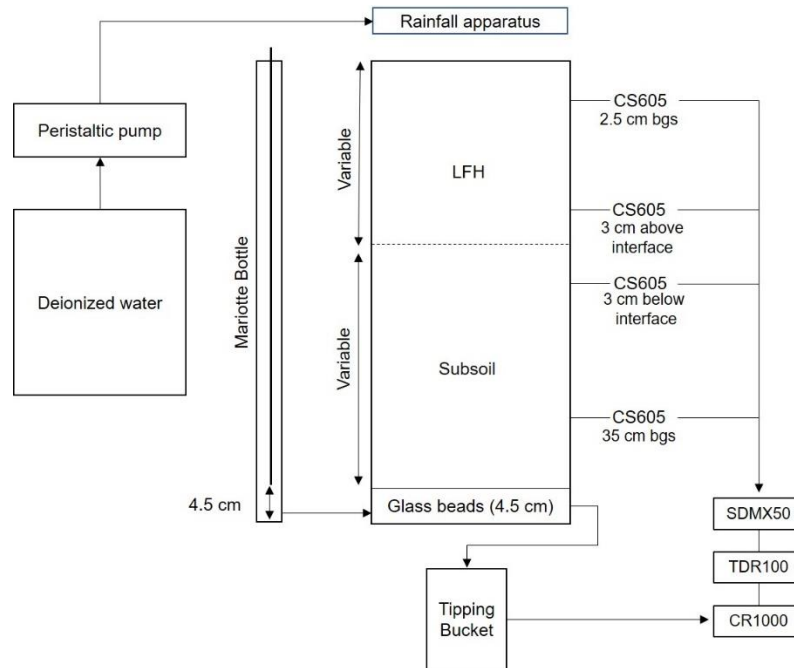 Rainfall apparatus
Peristaltic pump
Deionized water
Mariotte Bottle
4.5 cm
Variable
Variable
LFH
Subsoil
Glass beads (4.5 cm)
CS605
2.5 cm bgs
CS605
3 cm above
interface
CS605
3 cm below
interface
CS605
35 cm bgs
SDMX50
TDR100
CR1000
Tipping
Bucket